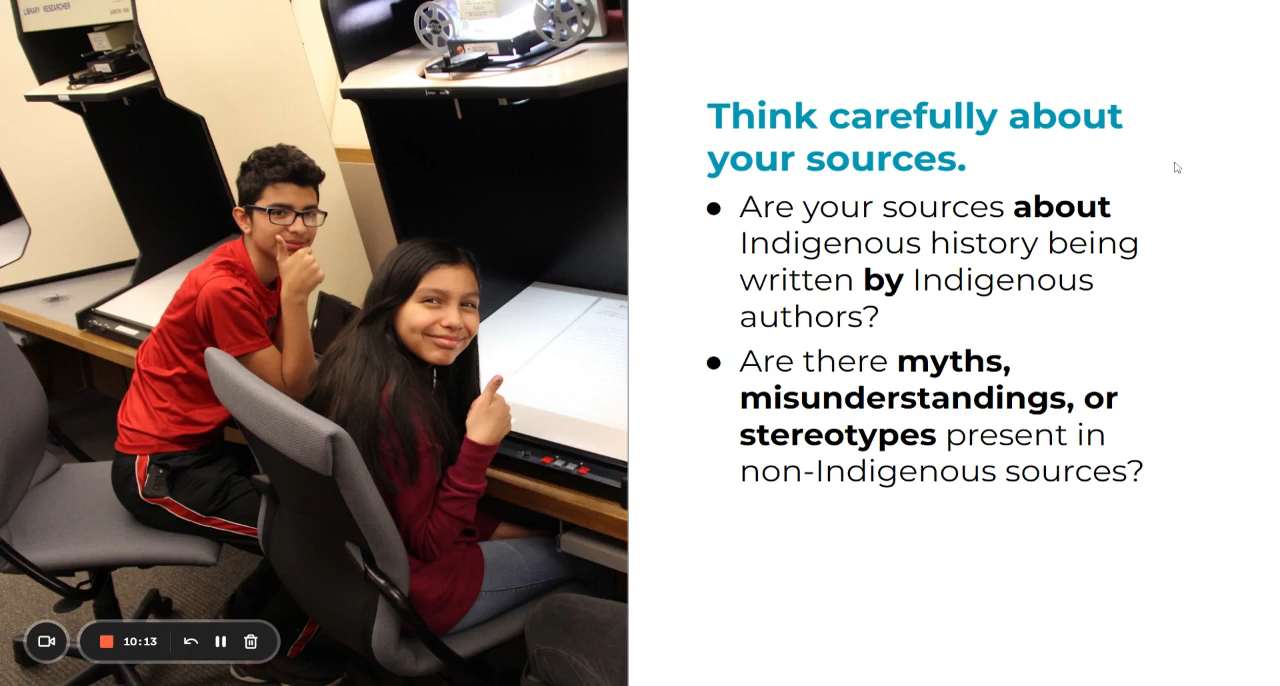 LIBRARY RESEARCHER
Think carefully about
your sources.
● Are your sources about
Indigenous history being
written by Indigenous
authors?
● Are there myths,
misunderstandings, or
stereotypes present in
non-Indigenous sources?
10:13